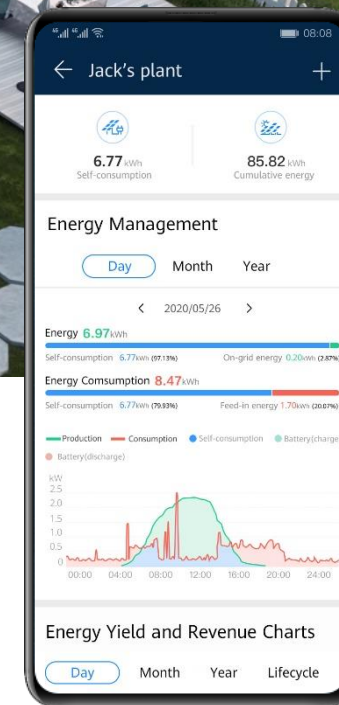 08:08
Jack's plant
6.77 kWh
Self-consumption
85.82 kWh
Cumulative energy
Energy Management
Day Month Year
2020/05/26
Energy 6.97kWh
Self-consumption 6.77kWh (97.13%) On-grid energy 0.20kWh (2.87%)
Energy Comsumption 8.47kWh
Self-consumption 6.77kWh (79.93%) Feed-in energy 1.70kWh (20.07%)
Production Consumption Self-consumption Battery(charge
Battery(discharge)
kW
2.5
2.0
1.5
1.0
0.5
0
00:00 04:00 08:00 12:00 16:00 20:00 24:00
Energy Yield and Revenue Charts
Day Month Year Lifecycle